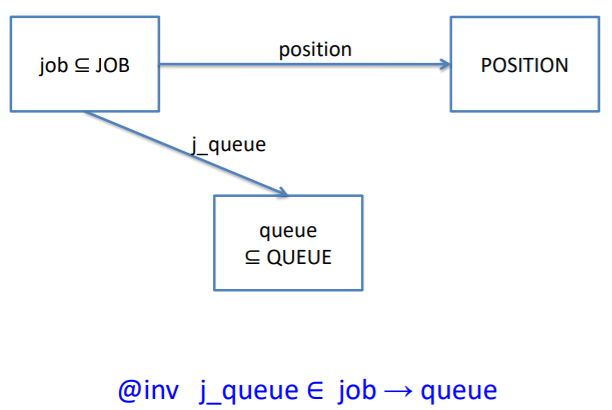 position
job ⊆ JOB
POSITION
j_queue
queue
⊆ QUEUE
@inv j_queue ∈ job → queue